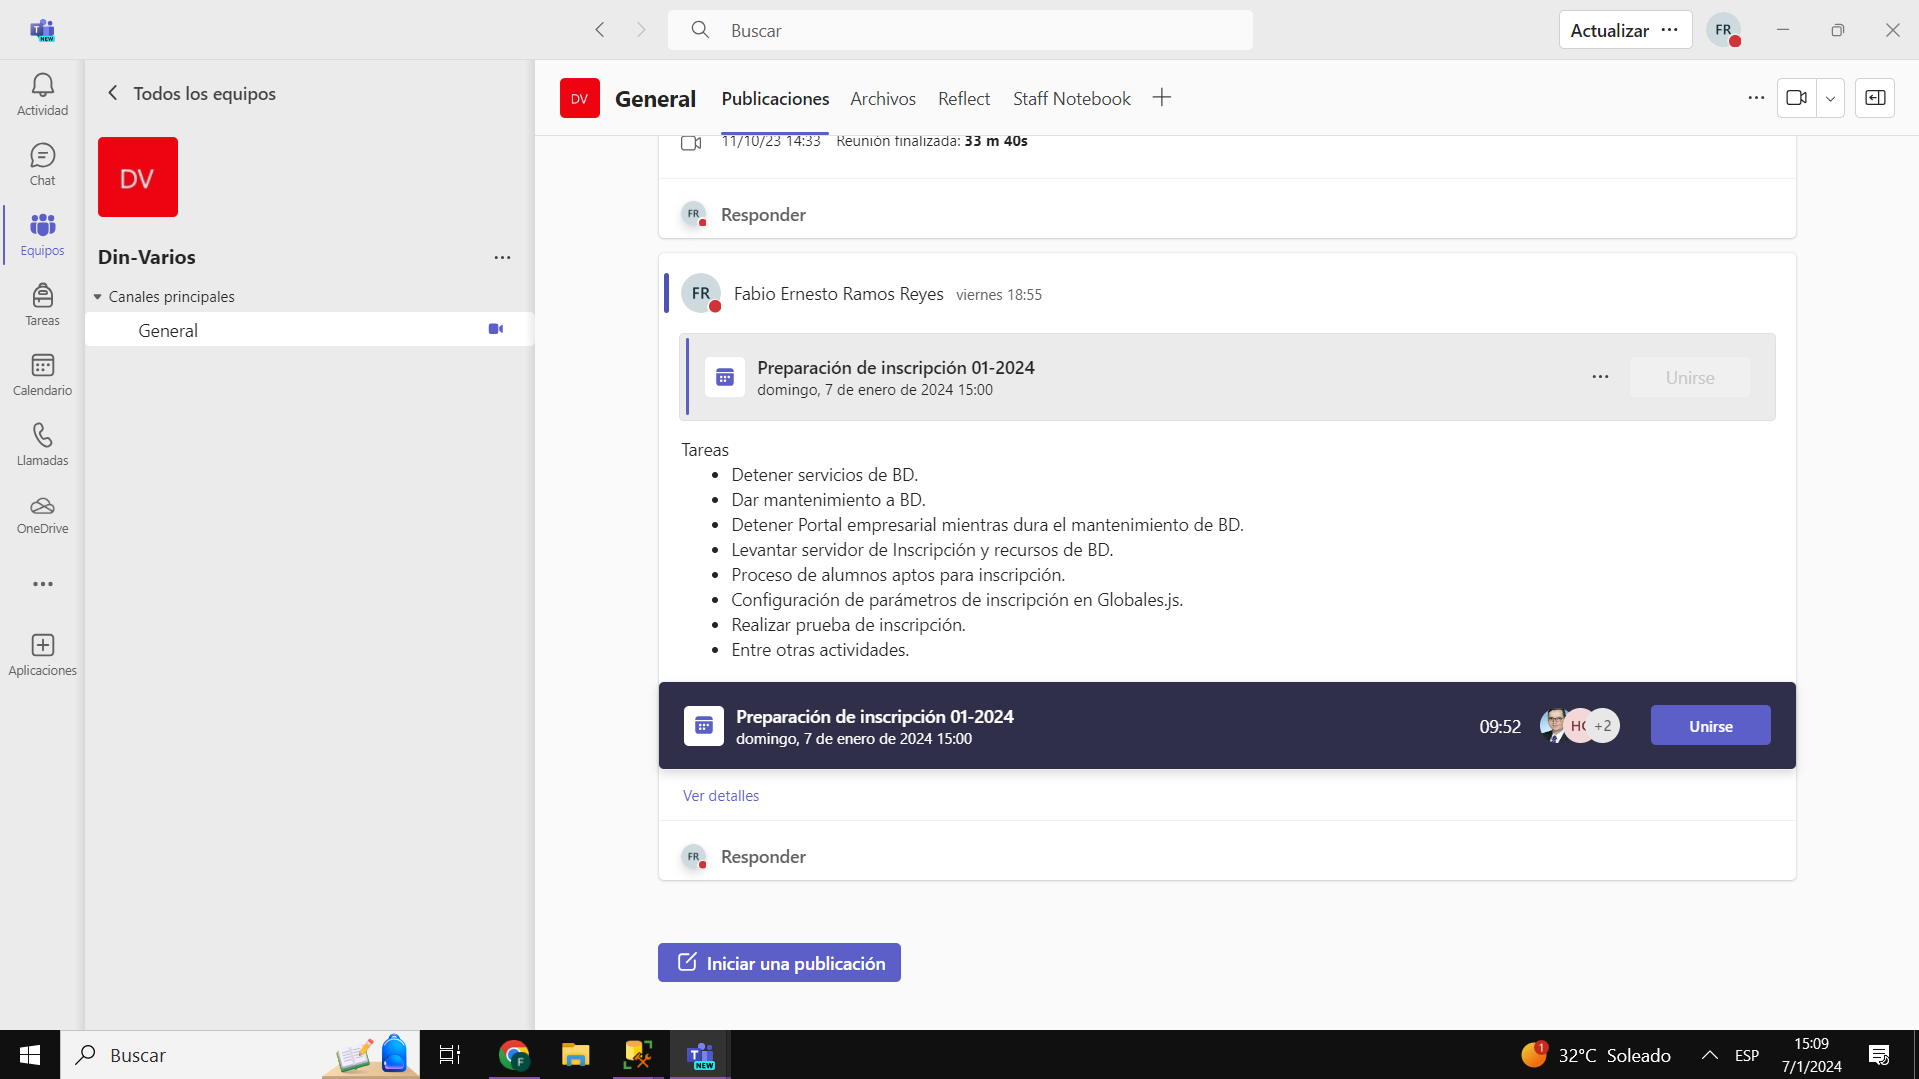 Buscar
Actualizar
FR
Actividad
Chat
Equipos
Tareas
Calendario
Llamadas
OneDrive
Aplicaciones
Todos los equipos
DV
Din-Varios
Canales principales
General
DV
General
Publicaciones
Archivos
Reflect
Staff Notebook
11/10/23 14:33 Reunión finalizada: 33 m 40s
FR
Responder
FR
Fabio Ernesto Ramos Reyes viernes 18:55
Preparación de inscripción 01-2024
domingo, 7 de enero de 2024 15:00
Unirse
Tareas
• Detener servicios de BD.
• Dar mantenimiento a BD.
• Detener Portal empresarial mientras dura el mantenimiento de BD.
• Levantar servidor de Inscripción y recursos de BD.
• Proceso de alumnos aptos para inscripción.
• Configuración de parámetros de inscripción en Globales.js.
• Realizar prueba de inscripción.
• Entre otras actividades.
Preparación de inscripción 01-2024
domingo, 7 de enero de 2024 15:00
09:52
+2
Unirse
Ver detalles
FR
Responder
Iniciar una publicación
Buscar
F
NEW
1
32°C Soleado
ESP
15:09
7/1/2024